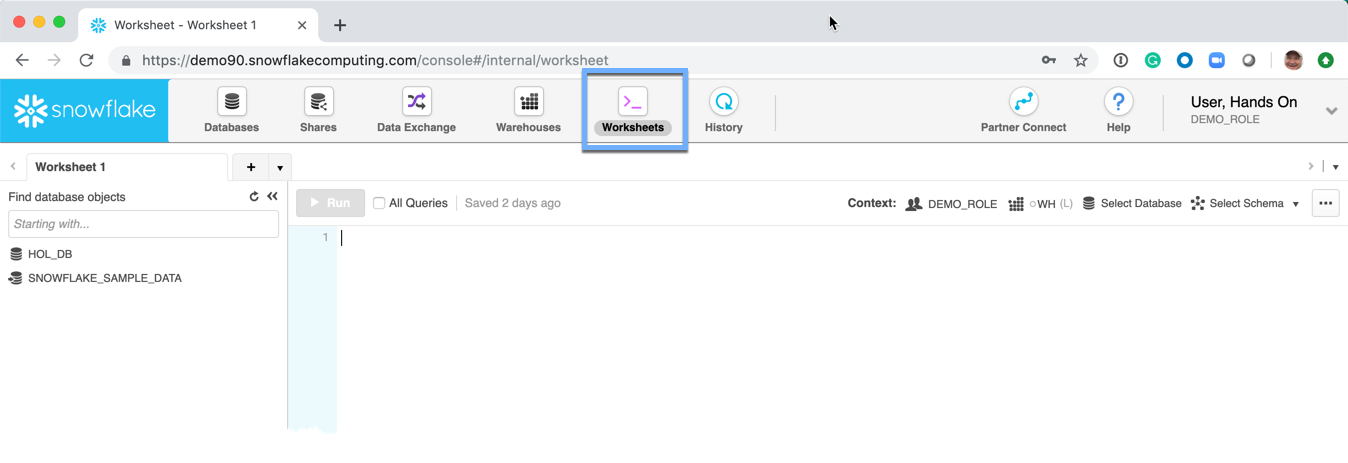 Worksheet - Worksheet 1
https://demo90.snowflakecomputing.com/console#/internal/worksheet
snowflake
Databases Shares Data Exchange Warehouses Worksheets History Partner Connect Help
User, Hands On
DEMO_ROLE
Worksheet 1
Find database objects
Starting with...
HOL_DB
SNOWFLAKE_SAMPLE_DATA
Run All Queries Saved 2 days ago Context: DEMO_ROLE WH (L) Select Database Select Schema
1